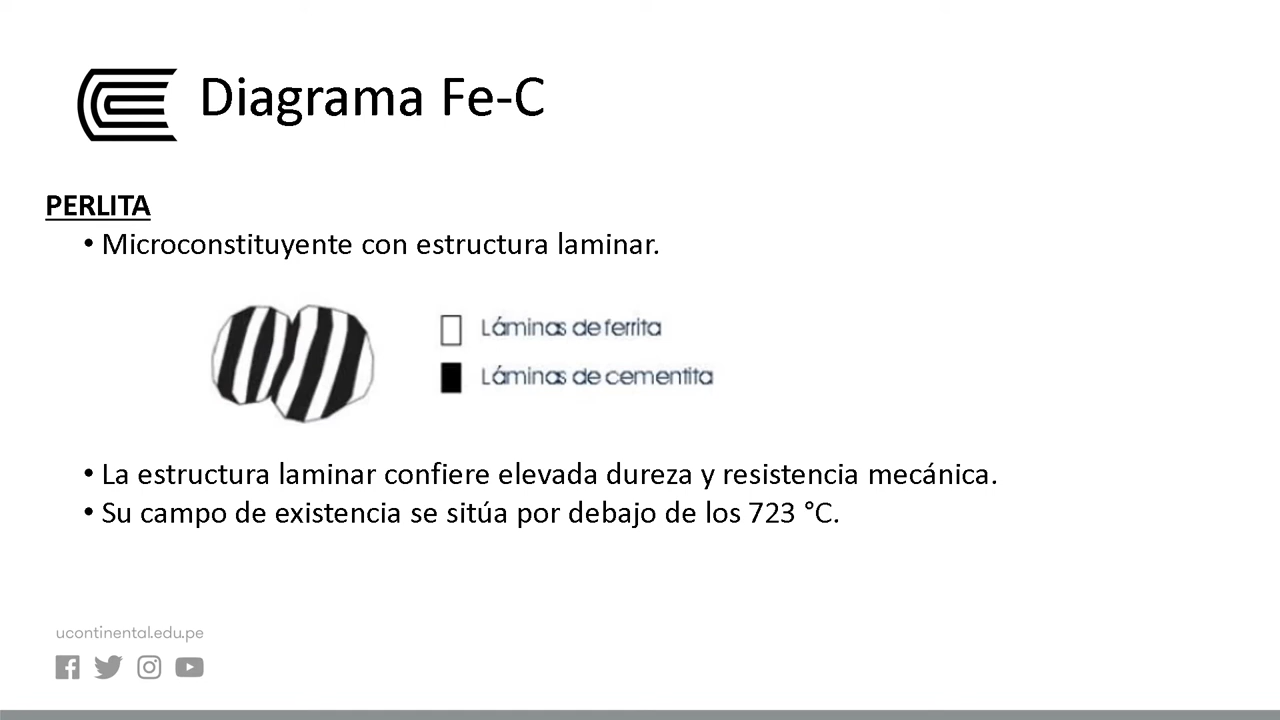 Diagrama Fe-C
PERLITA
• Microconstituyente con estructura laminar.
Láminas de ferrita
Láminas de cementita
• La estructura laminar confiere elevada dureza y resistencia mecánica.
• Su campo de existencia se sitúa por debajo de los 723 °C.
ucontinental.edu.pe